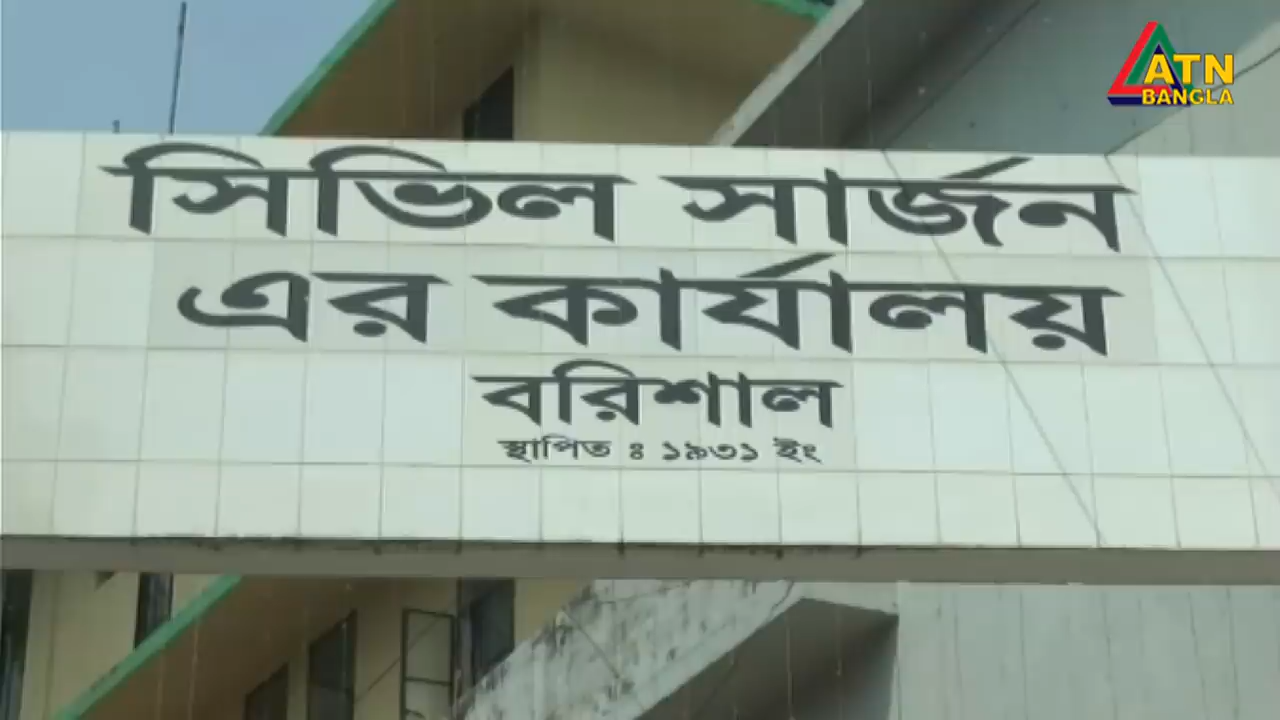 ATN
BANGLA
সিভিল সার্জন
এর কার্যালয়
বরিশাল
স্থাপিত ঃ ১৯৩১ ইং